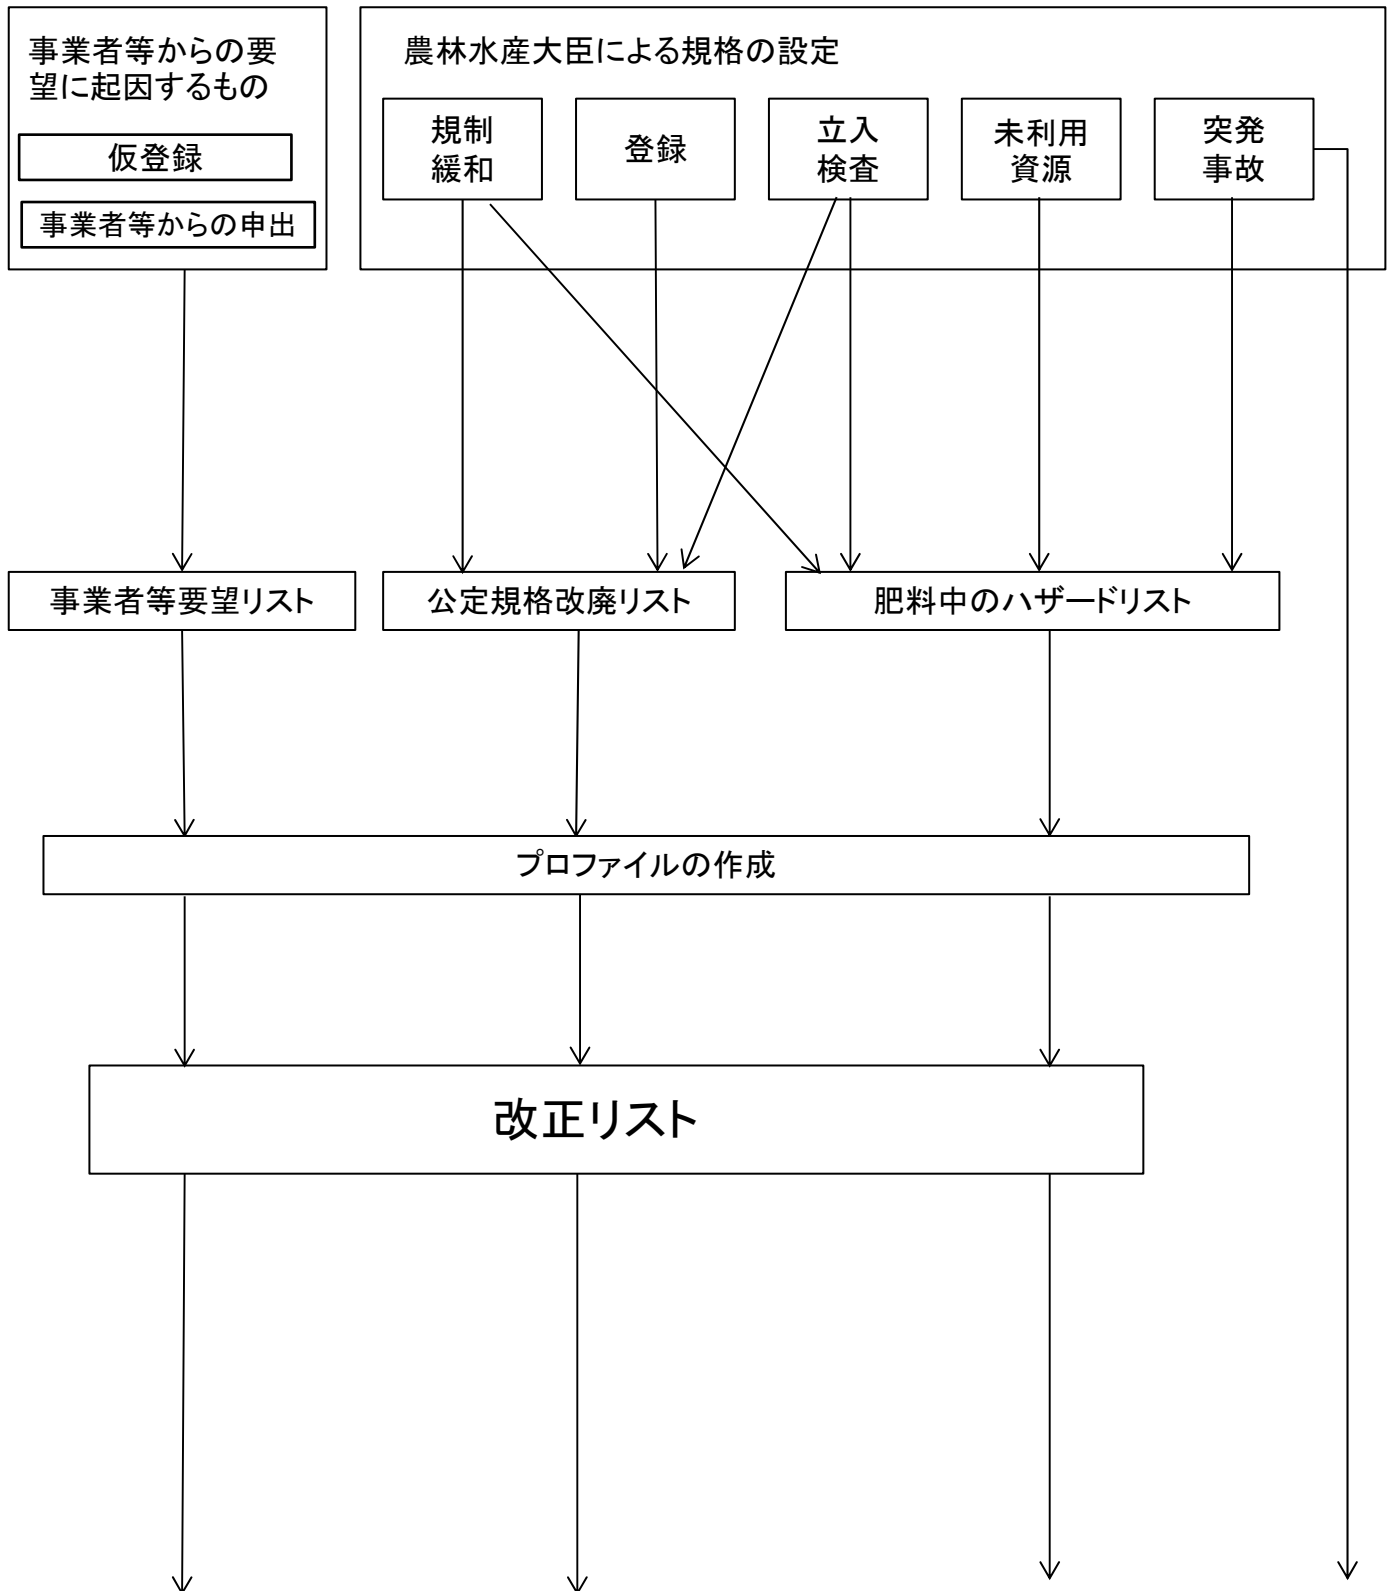 事業者等からの要
望に起因するもの
仮登録
事業者等からの申出
農林水産大臣による規格の設定
規制
緩和
登録
立入
検査
未利用
資源
突発
事故
事業者等要望リスト
公定規格改廃リスト
肥料中のハザードリスト
プロファイルの作成
改正リスト